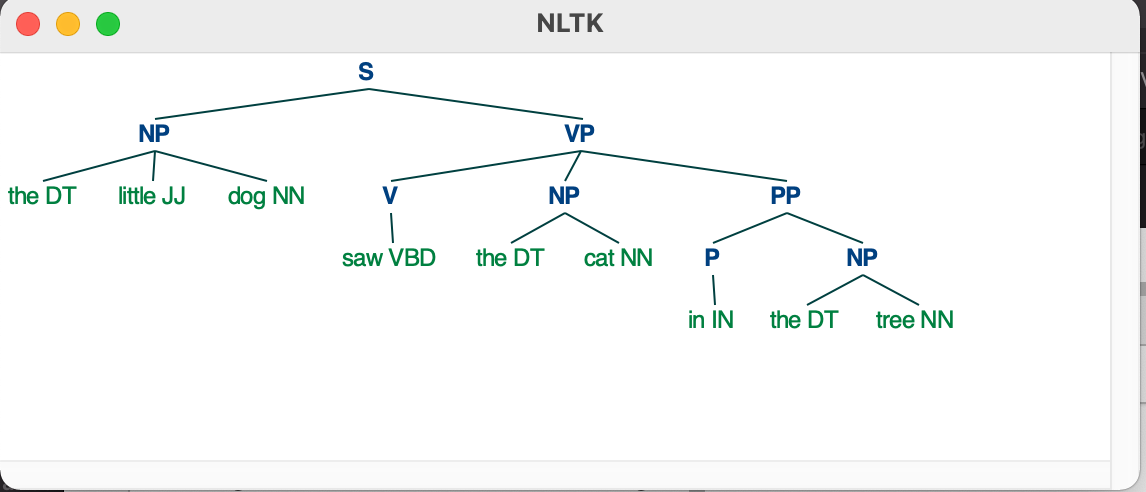 NLTK
S
NP VP
the DT little JJ dog NN V NP PP
saw VBD the DT cat NN P NP
in IN the DT tree NN